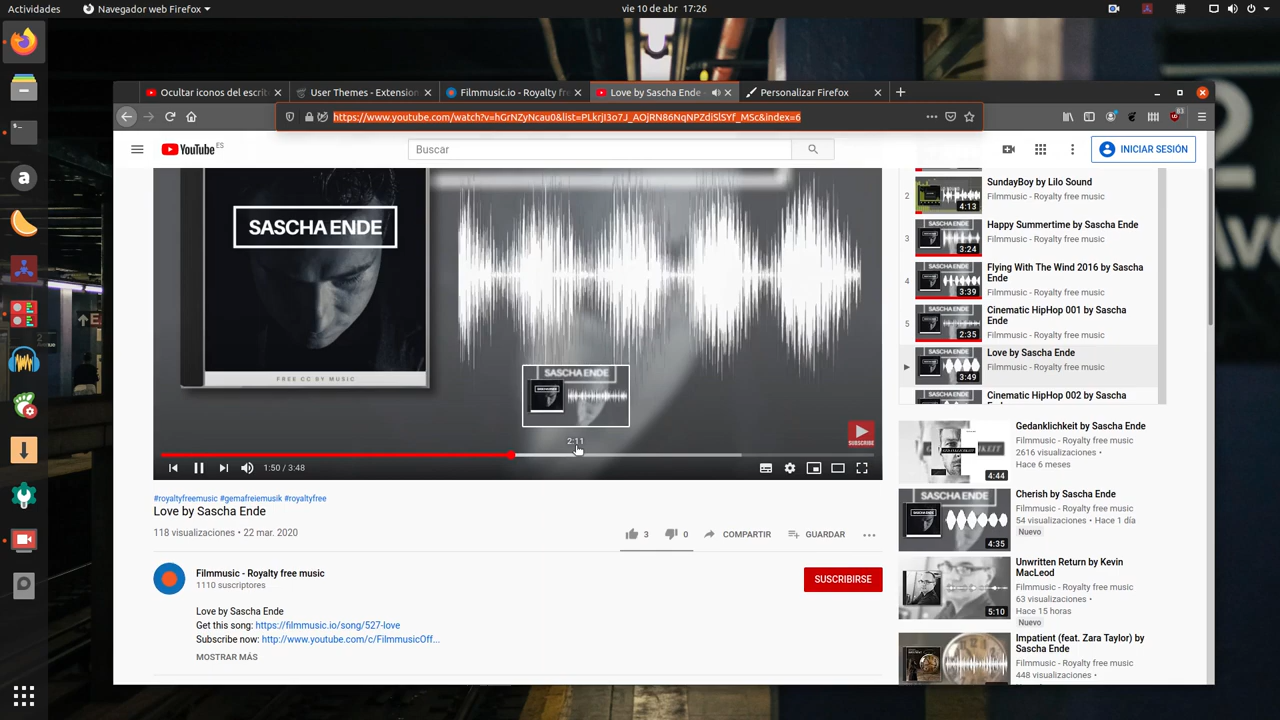 Actividades
Navegador web Firefox
vie 10 de abr 17:26
Ocultar iconos del escrit
User Themes - Extension
Filmmusic.io - Royalty fre
Love by Sascha Ende -
Personalizar Firefox
https://www.youtube.com/watch?v=hGrNZyNcau0&list=PLkrjI3o7J_AOjRN86NqNPZdiSlSYf_MSc&index=6
83
YouTube ES
Buscar
INICIAR SESIÓN
SASCHA ENDE
FREE CC BY MUSIC
SASCHA ENDE
2:11
SUBSCRIBE
1:50 / 3:48
#royaltyfreemusic #gemafreiemusik #royaltyfree
Love by Sascha Ende
118 visualizaciones • 22 mar. 2020
3
0
COMPARTIR
GUARDAR
Filmmusic - Royalty free music
1110 suscriptores
SUSCRIBIRSE
Love by Sascha Ende
Get this song: https://filmmusic.io/song/527-love
Subscribe now: http://www.youtube.com/c/FilmmusicOff...
MOSTRAR MÁS
2
4:13
SundayBoy by Lilo Sound
Filmmusic - Royalty free music
3
3:24
Happy Summertime by Sascha Ende
Filmmusic - Royalty free music
4
3:39
Flying With The Wind 2016 by Sascha
Ende
Filmmusic - Royalty free music
5
2:35
Cinematic HipHop 001 by Sascha
Ende
Filmmusic - Royalty free music
3:49
Love by Sascha Ende
Filmmusic - Royalty free music
Cinematic HipHop 002 by Sascha
4:44
Gedanklichkeit by Sascha Ende
Filmmusic - Royalty free music
2616 visualizaciones •
Hace 6 meses
SASCHA ENDE
4:35
Cherish by Sascha Ende
Filmmusic - Royalty free music
54 visualizaciones • Hace 1 día
Nuevo
5:10
Unwritten Return by Kevin
MacLeod
Filmmusic - Royalty free music
63 visualizaciones •
Hace 15 horas
Nuevo
Impatient (feat. Zara Taylor) by
Sascha Ende
Filmmusic - Royalty free music
448 visualizaciones •